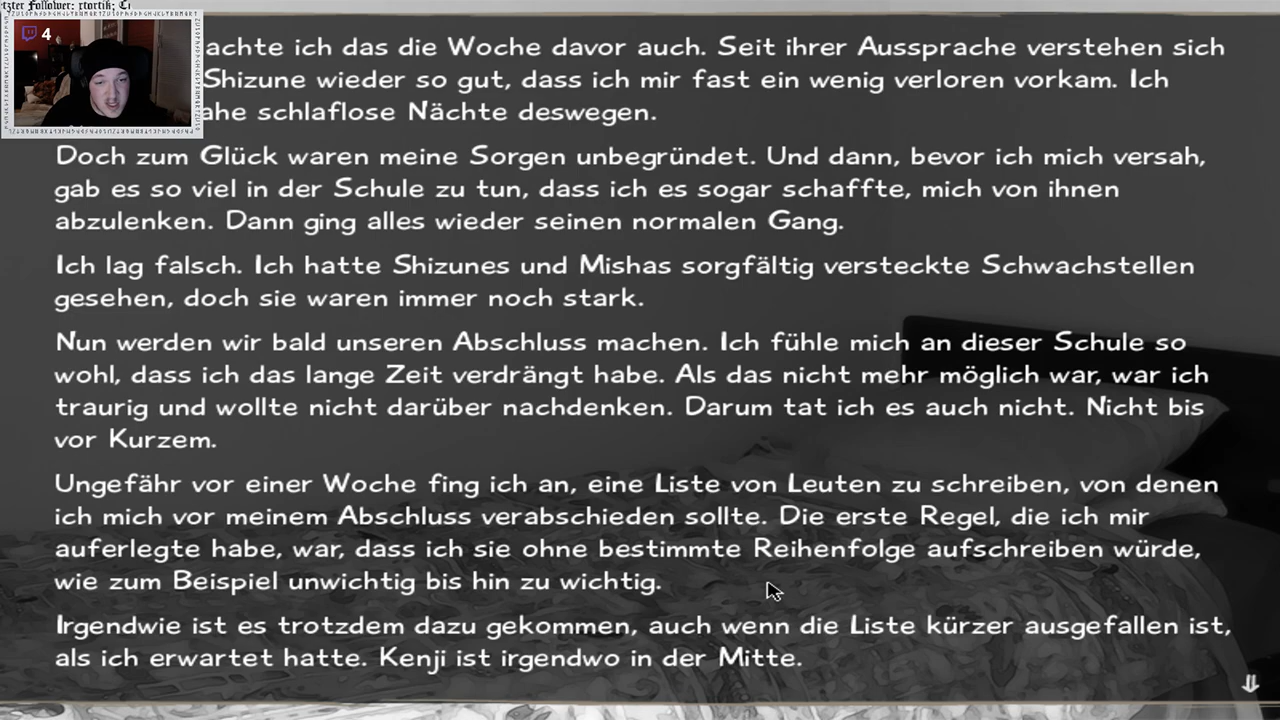 tzter Follower: rtortik; Ci
4
achte ich das die Woche davor auch. Seit ihrer Aussprache verstehen sich
Shizune wieder so gut, dass ich mir fast ein wenig verloren vorkam. Ich
ahe schlaflose Nächte deswegen.
Doch zum Glück waren meine Sorgen unbegründet. Und dann, bevor ich mich versah,
gab es so viel in der Schule zu tun, dass ich es sogar schaffte, mich von ihnen
abzulenken. Dann ging alles wieder seinen normalen Gang.
Ich lag falsch. Ich hatte Shizunes und Mishas sorgfältig versteckte Schwachstellen
gesehen, doch sie waren immer noch stark.
Nun werden wir bald unseren Abschluss machen. Ich fühle mich an dieser Schule so
wohl, dass ich das lange Zeit verdrängt habe. Als das nicht mehr möglich war, war ich
traurig und wollte nicht darüber nachdenken. Darum tat ich es auch nicht. Nicht bis
vor Kurzem.
Ungefähr vor einer Woche fing ich an, eine Liste von Leuten zu schreiben, von denen
ich mich vor meinem Abschluss verabschieden sollte. Die erste Regel, die ich mir
auferlegte habe, war, dass ich sie ohne bestimmte Reihenfolge aufschreiben würde,
wie zum Beispiel unwichtig bis hin zu wichtig.
Irgendwie ist es trotzdem dazu gekommen, auch wenn die Liste kürzer ausgefallen ist,
als ich erwartet hatte. Kenji ist irgendwo in der Mitte.